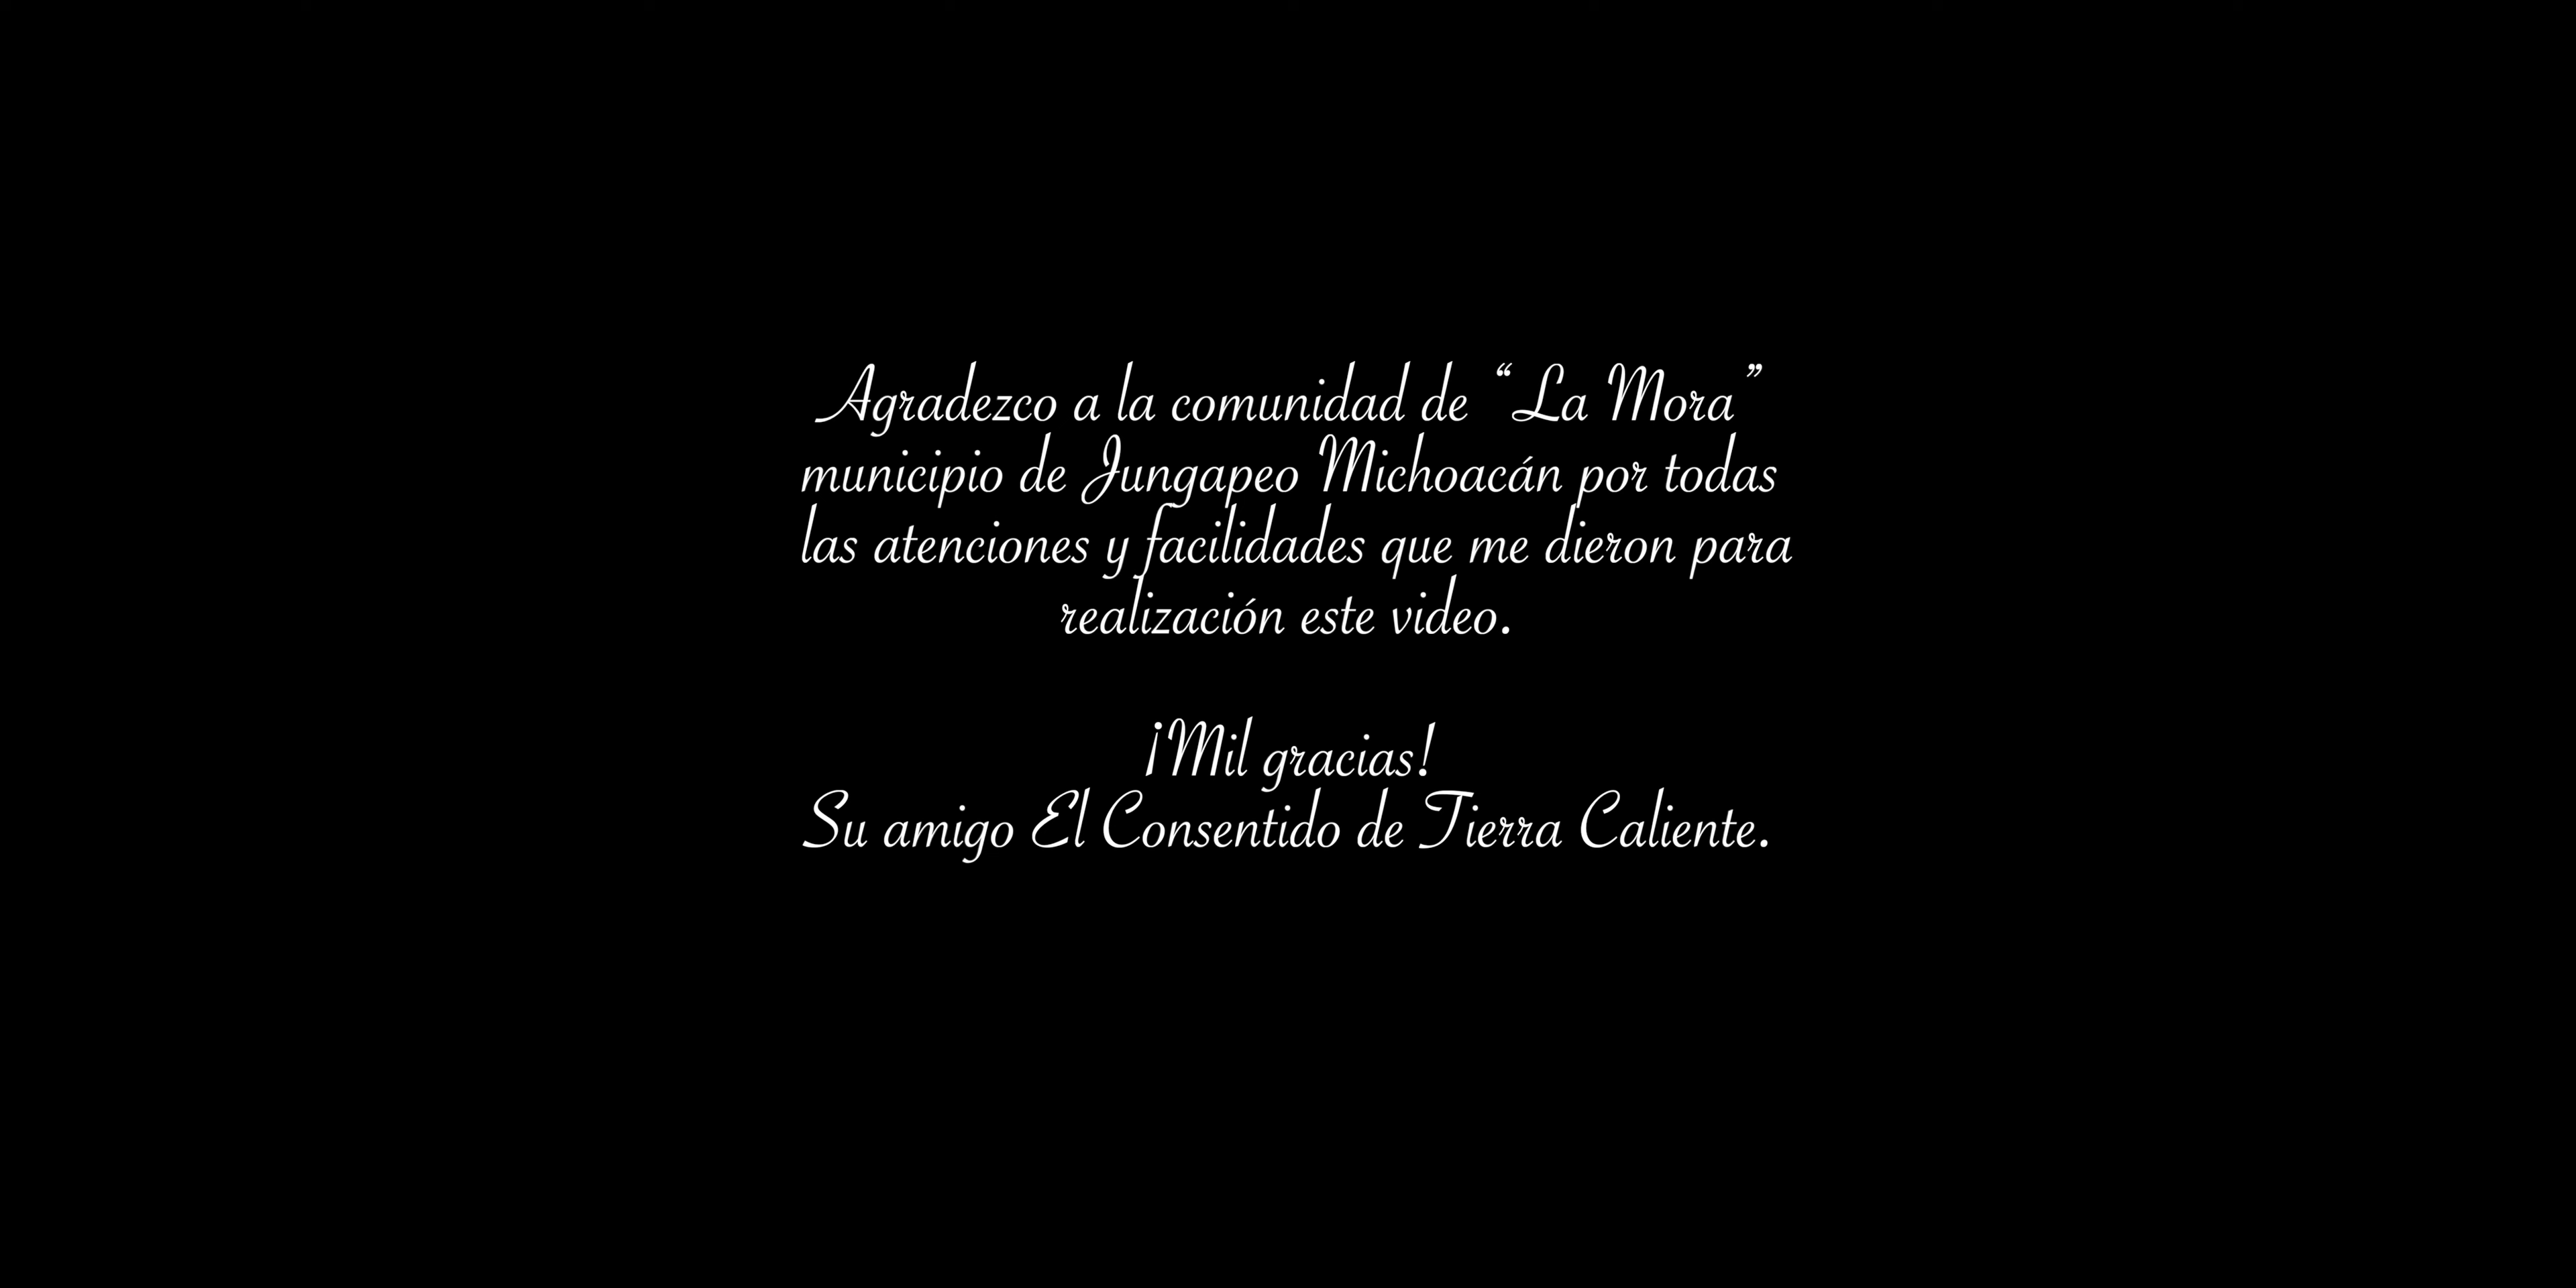 Agradezco a la comunidad de “La Mora”
municipio de Jungapeo Michoacán por todas
las atenciones y facilidades que me dieron para
realización este video.
¡Mil gracias!
Su amigo El Consentido de Tierra Caliente.